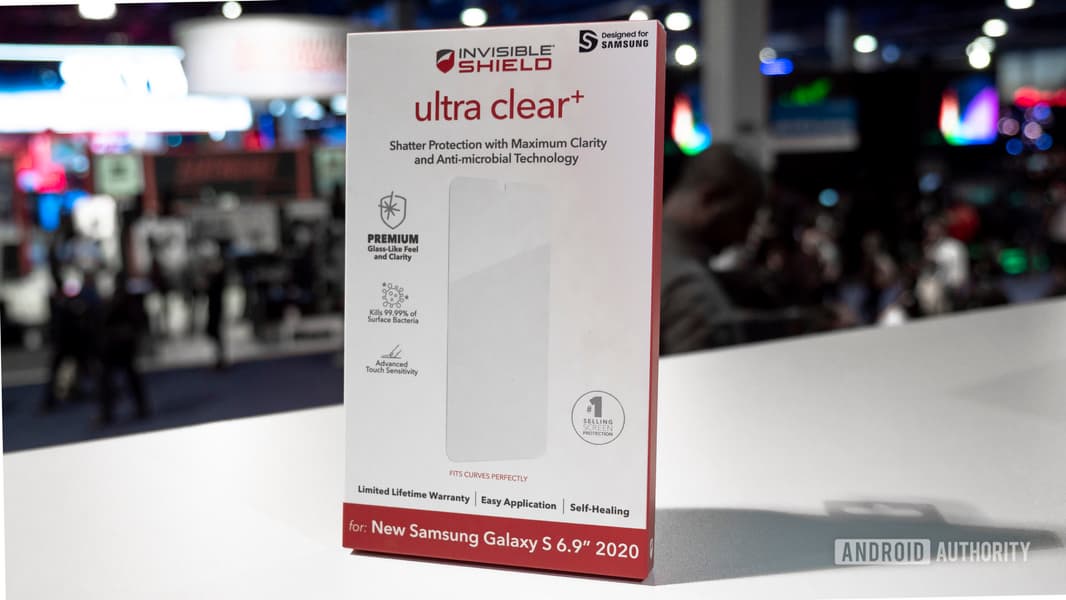 INVISIBLE
SHIELD
Designed for
SAMSUNG
ultra clear+
Shatter Protection with Maximum Clarity
and Anti-microbial Technology
PREMIUM
Glass-Like Feel
and Clarity
Kills 99.99% of
Surface Bacteria
Advanced
Touch Sensitivity
#1
SELLING
SCREEN
PROTECTION
FITS CURVES PERFECTLY
Limited Lifetime Warranty | Easy Application | Self-Healing
for: New Samsung Galaxy S 6.9" 2020
ANDROID AUTHORITY